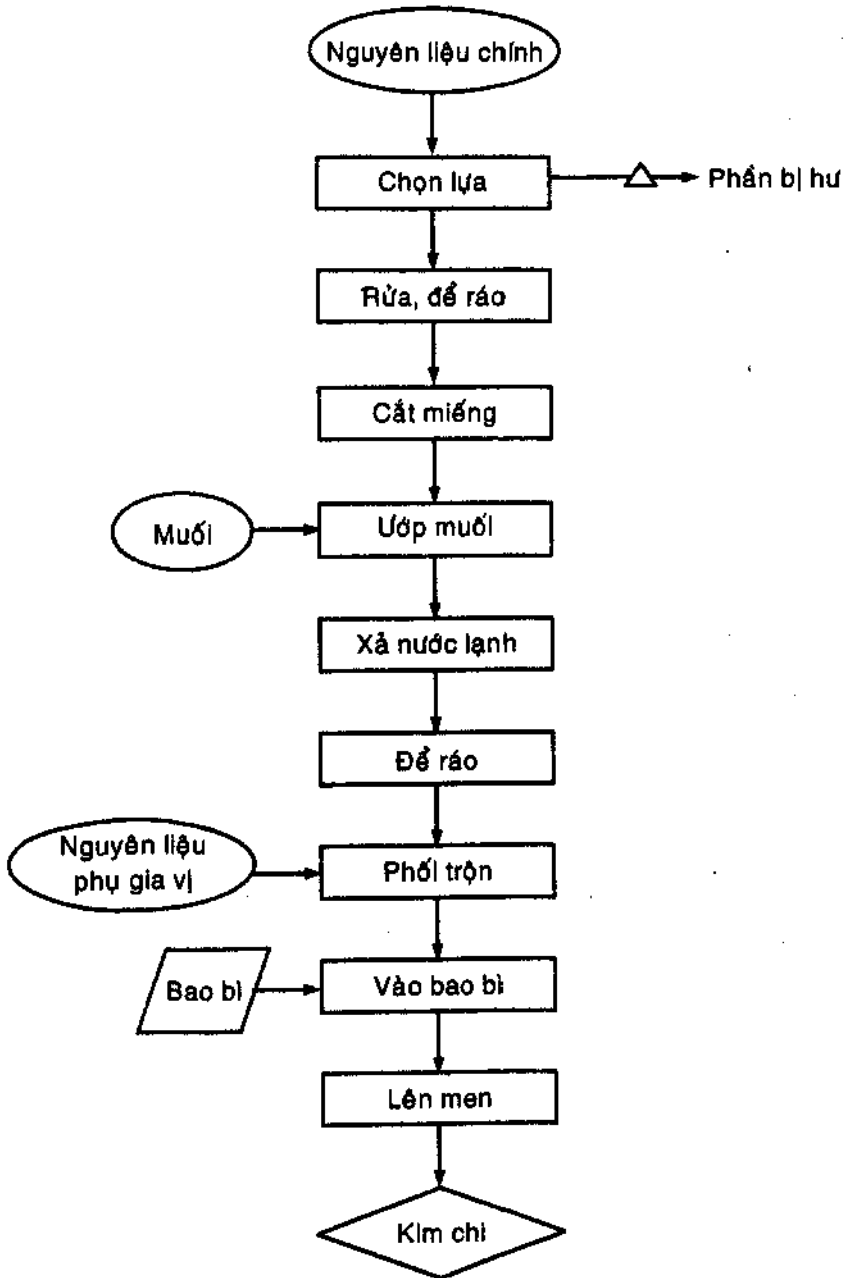 Nguyên liệu chính
Chọn lựa
Phần bị hư
Rửa, để ráo
Cắt miếng
Muối
Ướp muối
Xả nước lạnh
Để ráo
Nguyên liệu
phụ gia vị
Phối trộn
Bao bì
Vào bao bì
Lên men
Kim chi